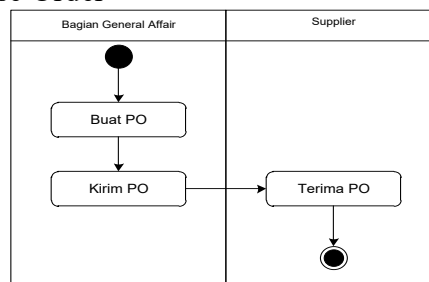 Bagian General Affair
Supplier
Buat PO
Kirim PO
Terima PO